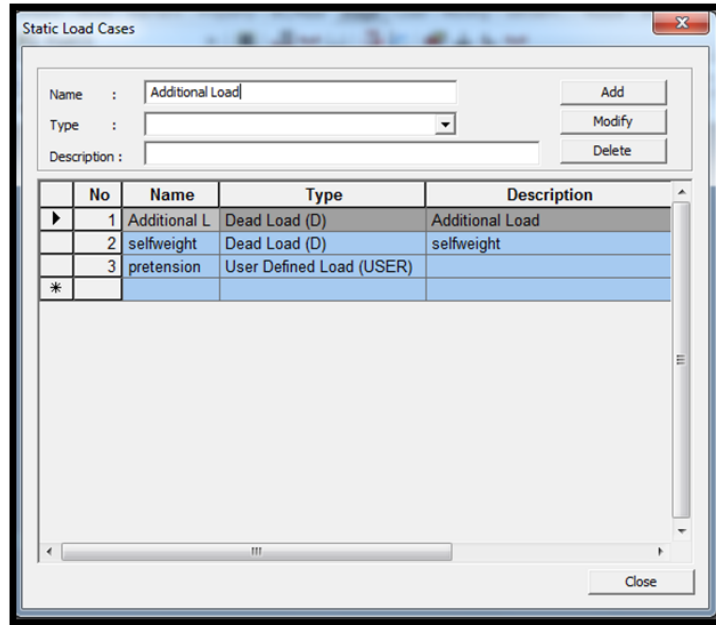 Static Load Cases
Name : Additional Load
Add
Type :
Modify
Description :
Delete
No Name Type Description
1 Additional L Dead Load (D) Additional Load
2 selfweight Dead Load (D) selfweight
3 pretension User Defined Load (USER)
Close